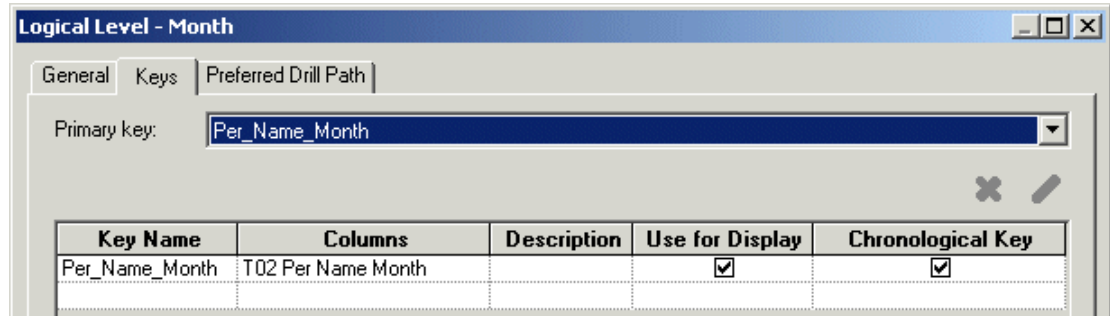 Logical Level - Month
General Keys Preferred Drill Path
Primary key: Per_Name_Month
Key Name Columns Description Use for Display Chronological Key
Per_Name_Month T02 Per Name Month